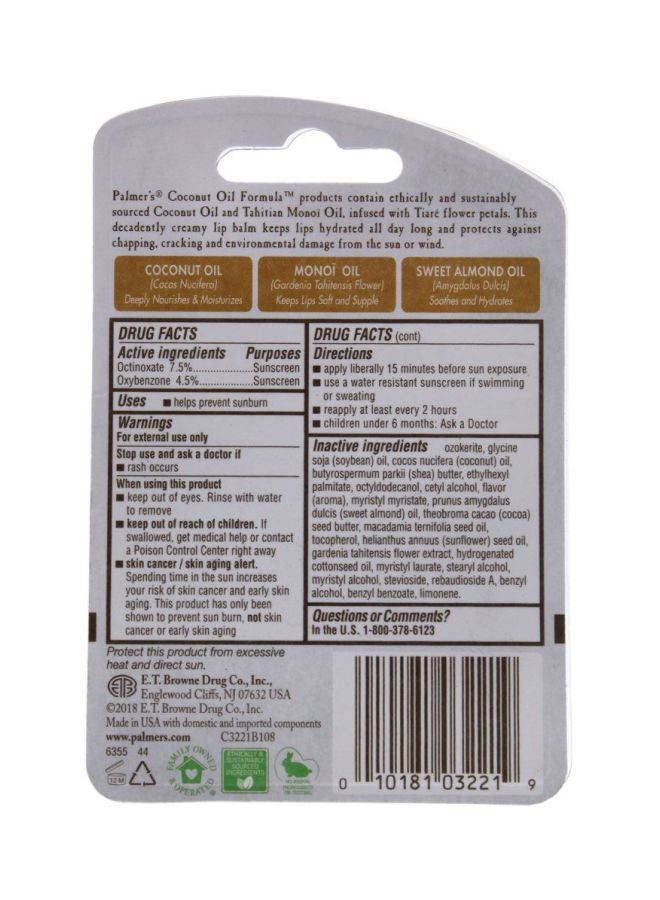 Palmer's® Coconut Oil Formula™ products contain ethically and sustainably
sourced Coconut Oil and Tahitian Monoï Oil, infused with Tiaré flower petals. This
decadently creamy lip balm keeps lips hydrated all day long and protects against
chapping, cracking and environmental damage from the sun or wind.
COCONUT OIL
(Cocos Nucifera)
Deeply Nourishes & Moisturizes
MONOÏ OIL
(Gardenia Tahitensis Flower)
Keeps Lips Soft and Supple
SWEET ALMOND OIL
(Amygdalus Dulcis)
Soothes and Hydrates
DRUG FACTS
Active ingredients Purposes
Octinoxate 7.5%....................Sunscreen
Oxybenzone 4.5%..................Sunscreen
Uses ■ helps prevent sunburn
Warnings
For external use only
Stop use and ask a doctor if
■ rash occurs
When using this product
■ keep out of eyes. Rinse with water
to remove
■ keep out of reach of children. If
swallowed, get medical help or contact
a Poison Control Center right away
■ skin cancer / skin aging alert.
Spending time in the sun increases
your risk of skin cancer and early skin
aging. This product has only been
shown to prevent sun burn, not skin
cancer or early skin aging
DRUG FACTS (cont)
Directions
■ apply liberally 15 minutes before sun exposure
■ use a water resistant sunscreen if swimming
or sweating
■ reapply at least every 2 hours
■ children under 6 months: Ask a Doctor
Inactive ingredients ozokerite, glycine
soja (soybean) oil, cocos nucifera (coconut) oil,
butyrospermum parkii (shea) butter, ethylhexyl
palmitate, octyldodecanol, cetyl alcohol, flavor
(aroma), myristyl myristate, prunus amygdalus
dulcis (sweet almond) oil, theobroma cacao (cocoa)
seed butter, macadamia ternifolia seed oil,
tocopherol, helianthus annuus (sunflower) seed oil,
gardenia tahitensis flower extract, hydrogenated
cottonseed oil, myristyl laurate, stearyl alcohol,
myristyl alcohol, stevioside, rebaudioside A, benzyl
alcohol, benzyl benzoate, limonene.
Questions or Comments?
In the U.S. 1-800-378-6123
Protect this product from excessive
heat and direct sun.
EB
E.T. Browne Drug Co., Inc.,
Englewood Cliffs, NJ 07632 USA
©2018 E.T. Browne Drug Co., Inc.
Made in USA with domestic and imported components
www.palmers.com C3221B108
6355 44
12 M
FAMILY OWNED
& OPERATED
ETHICALLY &
SUSTAINABLY
SOURCED
INGREDIENTS
NO ANIMAL
INGREDIENTS
OR TESTING
0 10181 03221 9